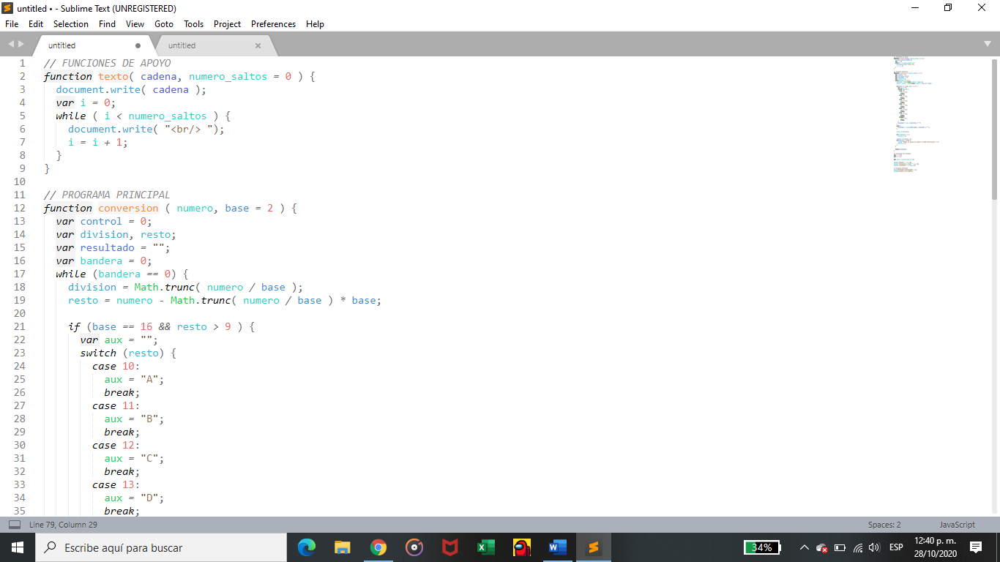 untitled • - Sublime Text (UNREGISTERED)
File Edit Selection Find View Goto Tools Project Preferences Help
untitled
untitled
1 // FUNCIONES DE APOYO
2 function texto( cadena, numero_saltos = 0 ) {
3 document.write( cadena );
4 var i = 0;
5 while ( i < numero_saltos ) {
6 document.write( "<br/> ");
7 i = i + 1;
8 }
9 }
10
11 // PROGRAMA PRINCIPAL
12 function conversion ( numero, base = 2 ) {
13 var control = 0;
14 var division, resto;
15 var resultado = "";
16 var bandera = 0;
17 while (bandera == 0) {
18 division = Math.trunc( numero / base );
19 resto = numero - Math.trunc( numero / base ) * base;
20
21 if (base == 16 && resto > 9 ) {
22 var aux = "";
23 switch (resto) {
24 case 10:
25 aux = "A";
26 break;
27 case 11:
28 aux = "B";
29 break;
30 case 12:
31 aux = "C";
32 break;
33 case 13:
34 aux = "D";
35 break;
Line 79, Column 29
Spaces: 2
JavaScript
Escribe aquí para buscar
34%
ESP
12:40 p. m.
28/10/2020